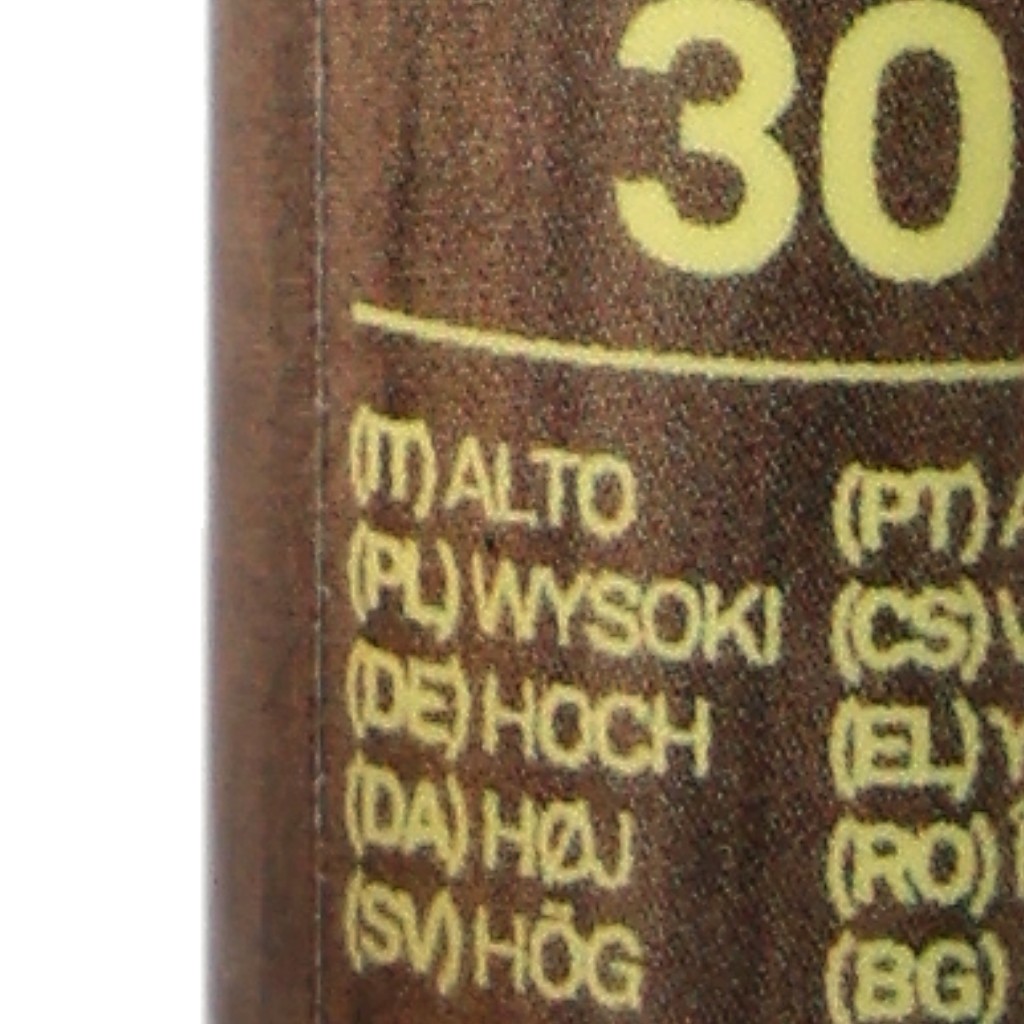 30
(IT) ALTO
(PL) WYSOKI
(DE) HOCH
(DA) HØJ
(SV) HÖG
(PT)
(CS)
(EL)
(RO)
(BG)